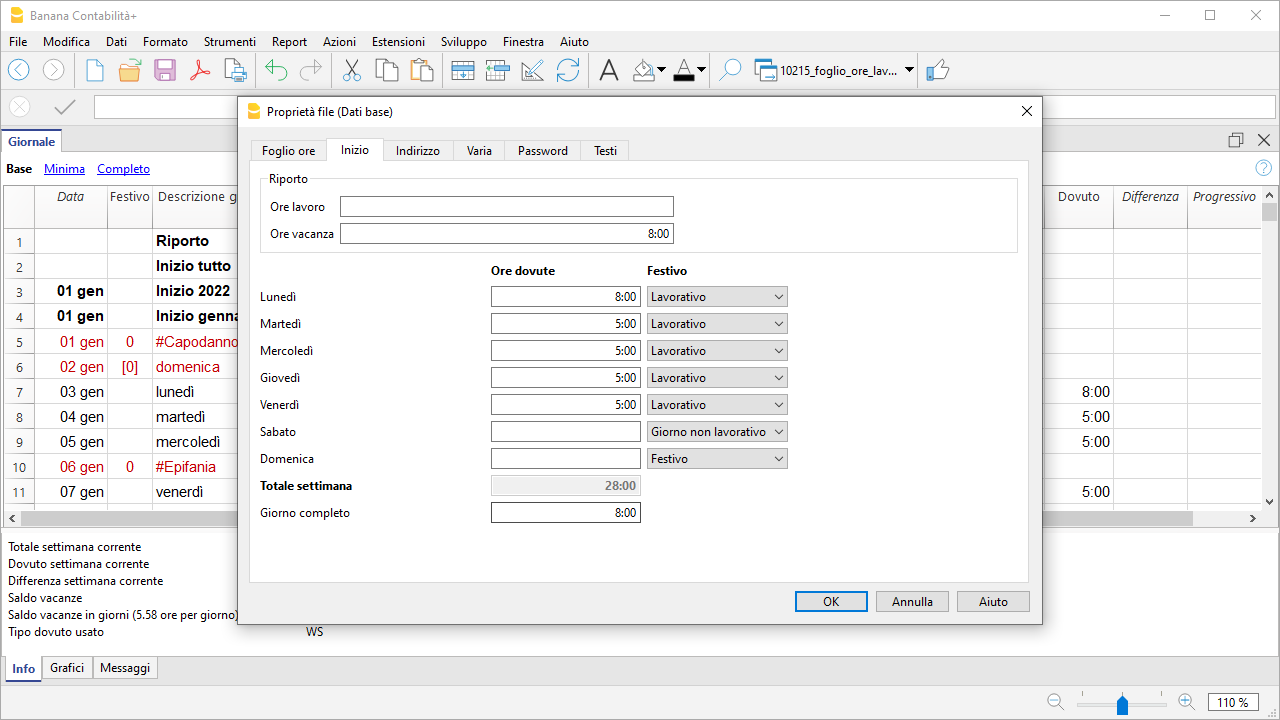 Banana Contabilità+
File Modifica Dati Formato Strumenti Report Azioni Estensioni Sviluppo Finestra Aiuto
10215_foglio_ore_lav...
Proprietà file (Dati base)
Giornale
Base Minima Completo
Foglio ore Inizio Indirizzo Varia Password Testi
Data Festivo Descrizione g Dovuto Differenza Progressivo
Riporto
Ore lavoro
Ore vacanza 8:00
1 Riporto
2 Inizio tutto
3 01 gen Inizio 2022
4 01 gen Inizio genna
5 01 gen 0 #Capodanno
6 02 gen [0] domenica
7 03 gen lunedì 8:00
8 04 gen martedì 5:00
9 05 gen mercoledì 5:00
10 06 gen 0 #Epifania
11 07 gen venerdì 5:00
Ore dovute Festivo
Lunedì 8:00 Lavorativo
Martedì 5:00 Lavorativo
Mercoledì 5:00 Lavorativo
Giovedì 5:00 Lavorativo
Venerdì 5:00 Lavorativo
Sabato Giorno non lavorativo
Domenica Festivo
Totale settimana 28:00
Giorno completo 8:00
OK Annulla Aiuto
Totale settimana corrente
Dovuto settimana corrente
Differenza settimana corrente
Saldo vacanze
Saldo vacanze in giorni (5.58 ore per giorno)
Tipo dovuto usato WS
Info Grafici Messaggi
110 %